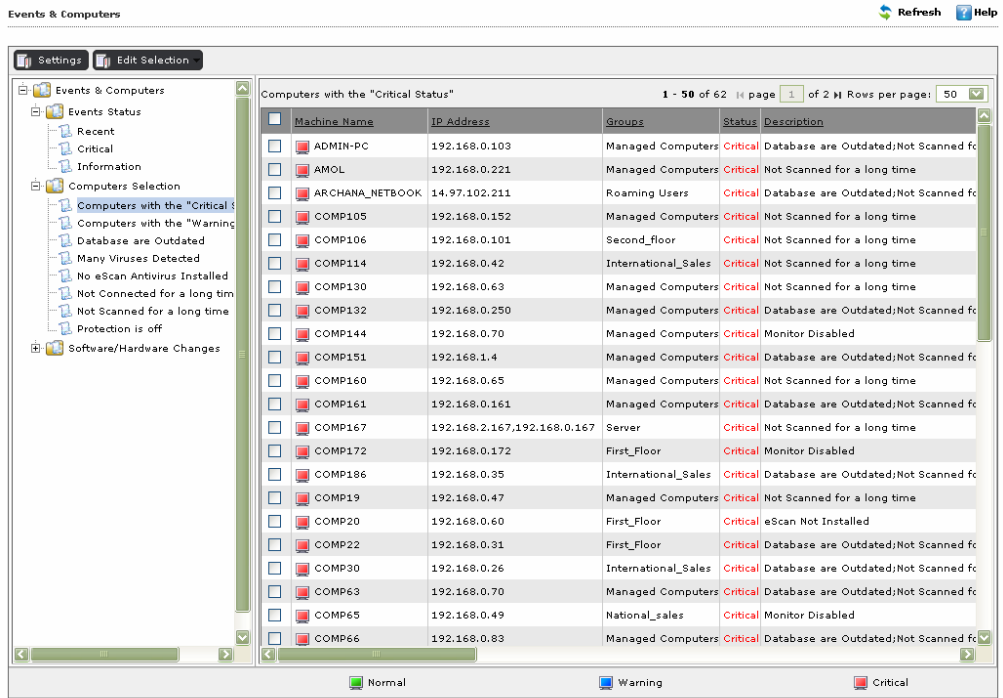 Events & Computers
Refresh
Help
Settings
Edit Selection
Events & Computers
Events Status
Recent
Critical
Information
Computers Selection
Computers with the "Critical S
Computers with the "Warning
Database are Outdated
Many Viruses Detected
No eScan Antivirus Installed
Not Connected for a long tim
Not Scanned for a long time
Protection is off
Software/Hardware Changes
Computers with the "Critical Status" 1 - 50 of 62 page 1 of 2 Rows per page: 50
Machine Name IP Address Groups Status Description
ADMIN-PC 192.168.0.103 Managed Computers Critical Database are Outdated;Not Scanned fo
AMOL 192.168.0.221 Managed Computers Critical Not Scanned for a long time
ARCHANA_NETBOOK 14.97.102.211 Roaming Users Critical Database are Outdated;Not Scanned fo
COMP105 192.168.0.152 Managed Computers Critical Not Scanned for a long time
COMP106 192.168.0.101 Second_floor Critical Not Scanned for a long time
COMP114 192.168.0.42 International_Sales Critical Not Scanned for a long time
COMP130 192.168.0.63 Managed Computers Critical Not Scanned for a long time
COMP132 192.168.0.250 Managed Computers Critical Database are Outdated;Not Scanned fo
COMP144 192.168.0.70 Managed Computers Critical Monitor Disabled
COMP151 192.168.1.4 Managed Computers Critical Database are Outdated;Not Scanned fo
COMP160 192.168.0.65 Managed Computers Critical Not Scanned for a long time
COMP161 192.168.0.161 Managed Computers Critical Database are Outdated;Not Scanned fo
COMP167 192.168.2.167,192.168.0.167 Server Critical Not Scanned for a long time
COMP172 192.168.0.172 First_Floor Critical Monitor Disabled
COMP186 192.168.0.35 International_Sales Critical Database are Outdated;Not Scanned fo
COMP19 192.168.0.47 Managed Computers Critical Not Scanned for a long time
COMP20 192.168.0.60 First_Floor Critical eScan Not Installed
COMP22 192.168.0.31 First_Floor Critical Database are Outdated;Not Scanned fo
COMP30 192.168.0.26 International_Sales Critical Database are Outdated;Not Scanned fo
COMP63 192.168.0.70 Managed Computers Critical Database are Outdated;Not Scanned fo
COMP65 192.168.0.49 National_sales Critical Monitor Disabled
COMP66 192.168.0.83 Managed Computers Critical Database are Outdated;Not Scanned fo
Normal
Warning
Critical